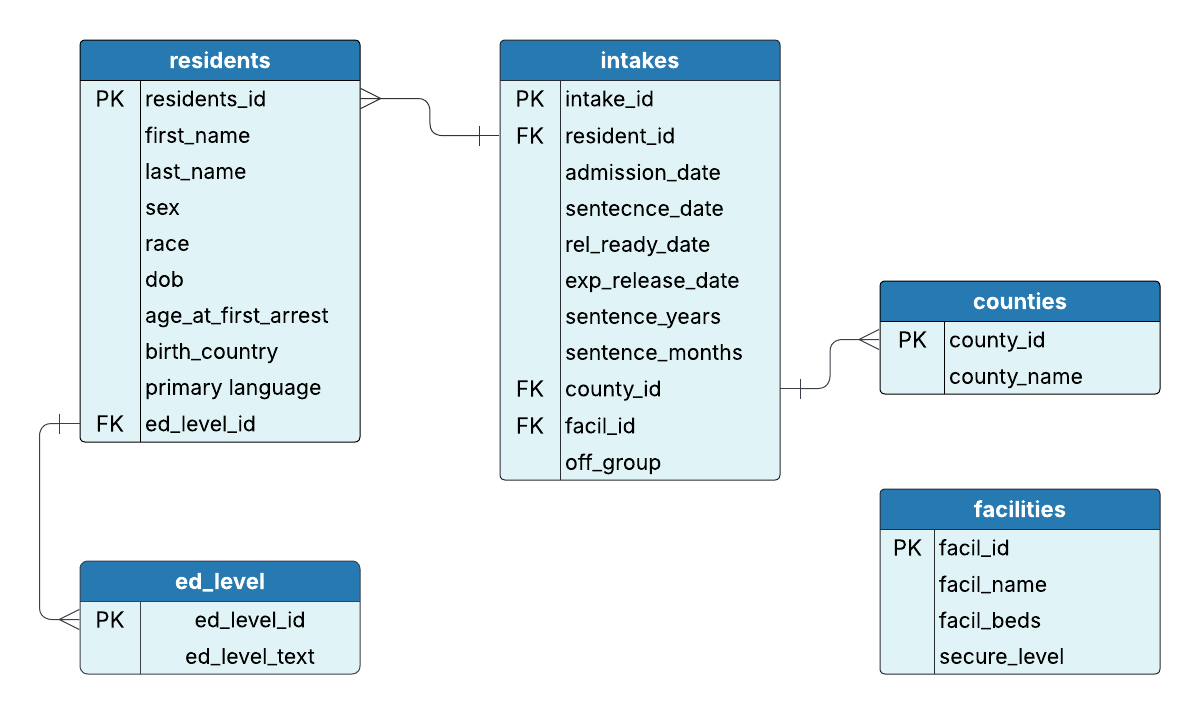 residents
PK residents_id
first_name
last_name
sex
race
dob
age_at_first_arrest
birth_country
primary language
FK ed_level_id
intakes
PK intake_id
FK resident_id
admission_date
sentecnce_date
rel_ready_date
exp_release_date
sentence_years
sentence_months
FK county_id
FK facil_id
off_group
counties
PK county_id
county_name
facilities
PK facil_id
facil_name
facil_beds
secure_level
ed_level
PK ed_level_id
ed_level_text